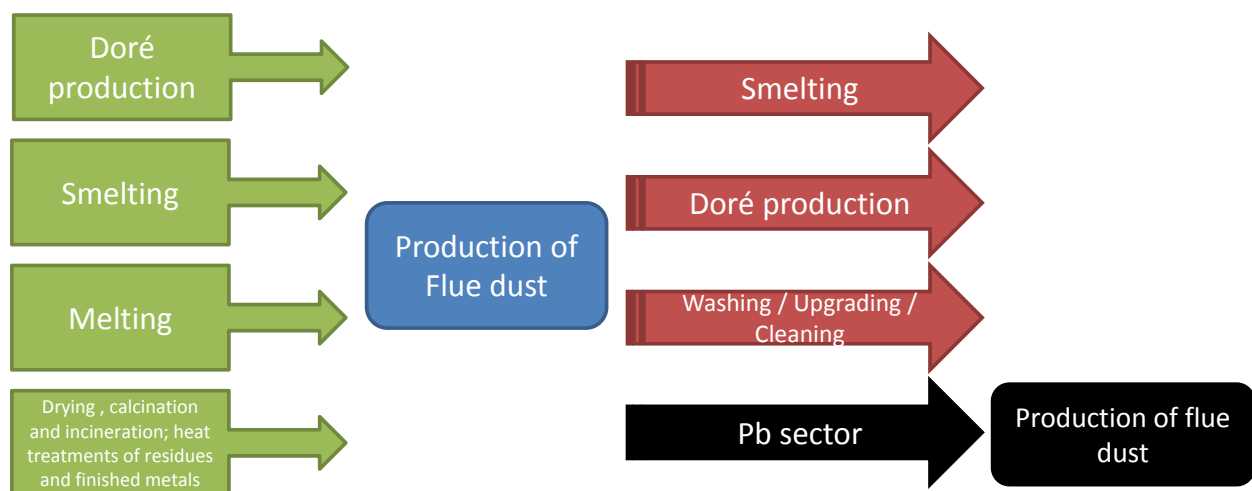 Doré
production
Smelting
Melting
Drying , calcination
and incineration; heat
treatments of residues
and finished metals
Production of
Flue dust
Smelting
Doré production
Washing / Upgrading /
Cleaning
Pb sector
Production of flue
dust